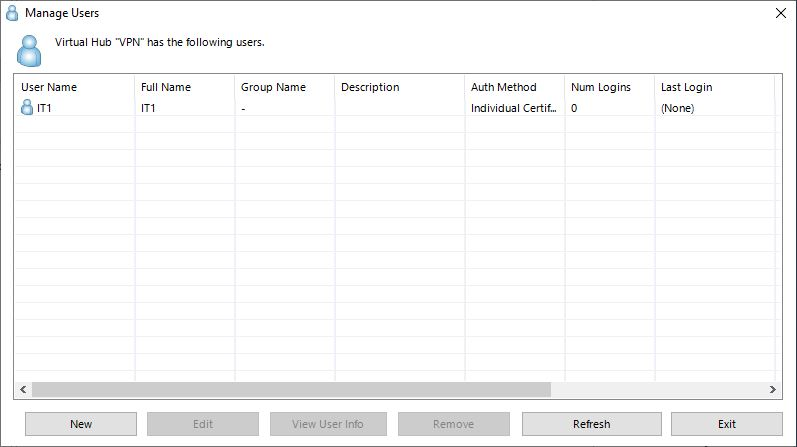 Manage Users
Virtual Hub "VPN" has the following users.
User Name Full Name Group Name Description Auth Method Num Logins Last Login
IT1 IT1 - Individual Certif... 0 (None)
New Edit View User Info Remove Refresh Exit